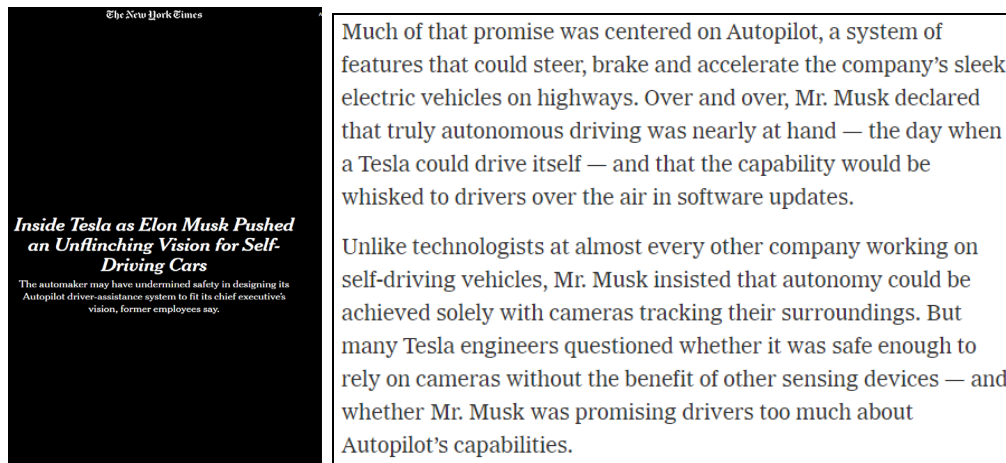 The New York Times
Inside Tesla as Elon Musk Pushed
an Unflinching Vision for Self-
Driving Cars
The automaker may have undermined safety in designing its
Autopilot driver-assistance system to fit its chief executive's
vision, former employees say.
Much of that promise was centered on Autopilot, a system of
features that could steer, brake and accelerate the company's sleek
electric vehicles on highways. Over and over, Mr. Musk declared
that truly autonomous driving was nearly at hand — the day when
a Tesla could drive itself — and that the capability would be
whisked to drivers over the air in software updates.
Unlike technologists at almost every other company working on
self-driving vehicles, Mr. Musk insisted that autonomy could be
achieved solely with cameras tracking their surroundings. But
many Tesla engineers questioned whether it was safe enough to
rely on cameras without the benefit of other sensing devices — and
whether Mr. Musk was promising drivers too much about
Autopilot's capabilities.